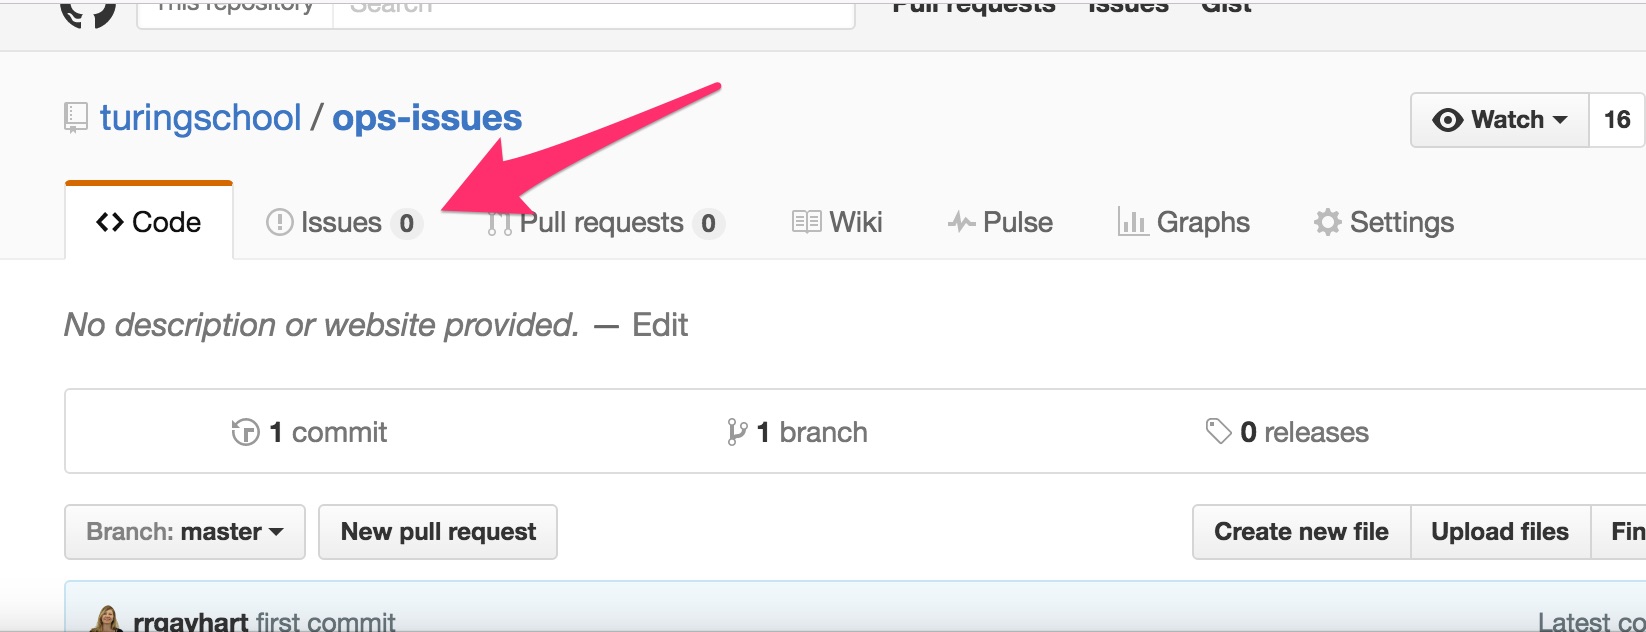 This repository Search Pull requests Issues Gist
turingschool / ops-issues Watch 16
Code Issues 0 Pull requests 0 Wiki Pulse Graphs Settings
No description or website provided. — Edit
1 commit 1 branch 0 releases
Branch: master New pull request Create new file Upload files Fin
rrgayhart first commit Latest co